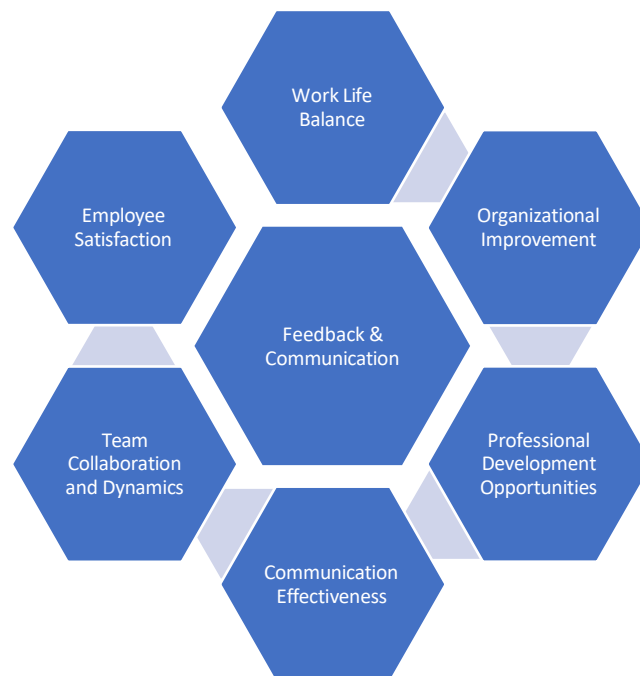 Work Life
Balance
Organizational
Improvement
Employee
Satisfaction
Feedback &
Communication
Professional
Development
Opportunities
Team
Collaboration
and Dynamics
Communication
Effectiveness